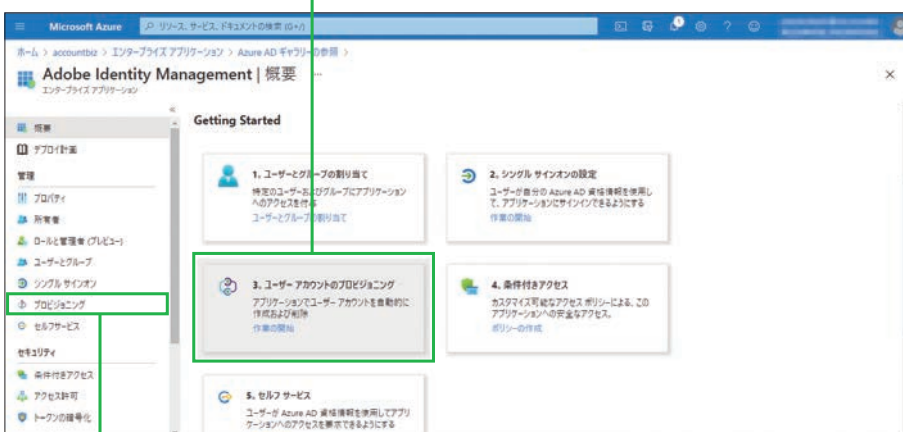 Microsoft Azure
リソース、サービス、ドキュメントの検索 (G+/)
ホーム > accountbiz > エンタープライズ アプリケーション > Azure AD ギャラリーの参照 >
Adobe Identity Management | 概要 …
エンタープライズ アプリケーション
概要
デプロイ計画
管理
プロパティ
所有者
ロールと管理者 (プレビュー)
ユーザーとグループ
シングル サインオン
プロビジョニング
セルフサービス
セキュリティ
条件付きアクセス
アクセス許可
トークンの暗号化
Getting Started
1. ユーザーとグループの割り当て
特定のユーザーおよびグループにアプリケーション
へのアクセスを付与
ユーザーとグループの割り当て
2. シングル サインオンの設定
ユーザーが自分の Azure AD 資格情報を使用し
て、アプリケーションにサインインできるようにする
作業の開始
3. ユーザー アカウントのプロビジョニング
アプリケーションでユーザー アカウントを自動的に
作成および削除
作業の開始
4. 条件付きアクセス
カスタマイズ可能なアクセス ポリシーによる、この
アプリケーションへの安全なアクセス。
ポリシーの作成
5. セルフ サービス
ユーザーが Azure AD 資格情報を使用してアプリ
ケーションへのアクセスを要求できるようにする